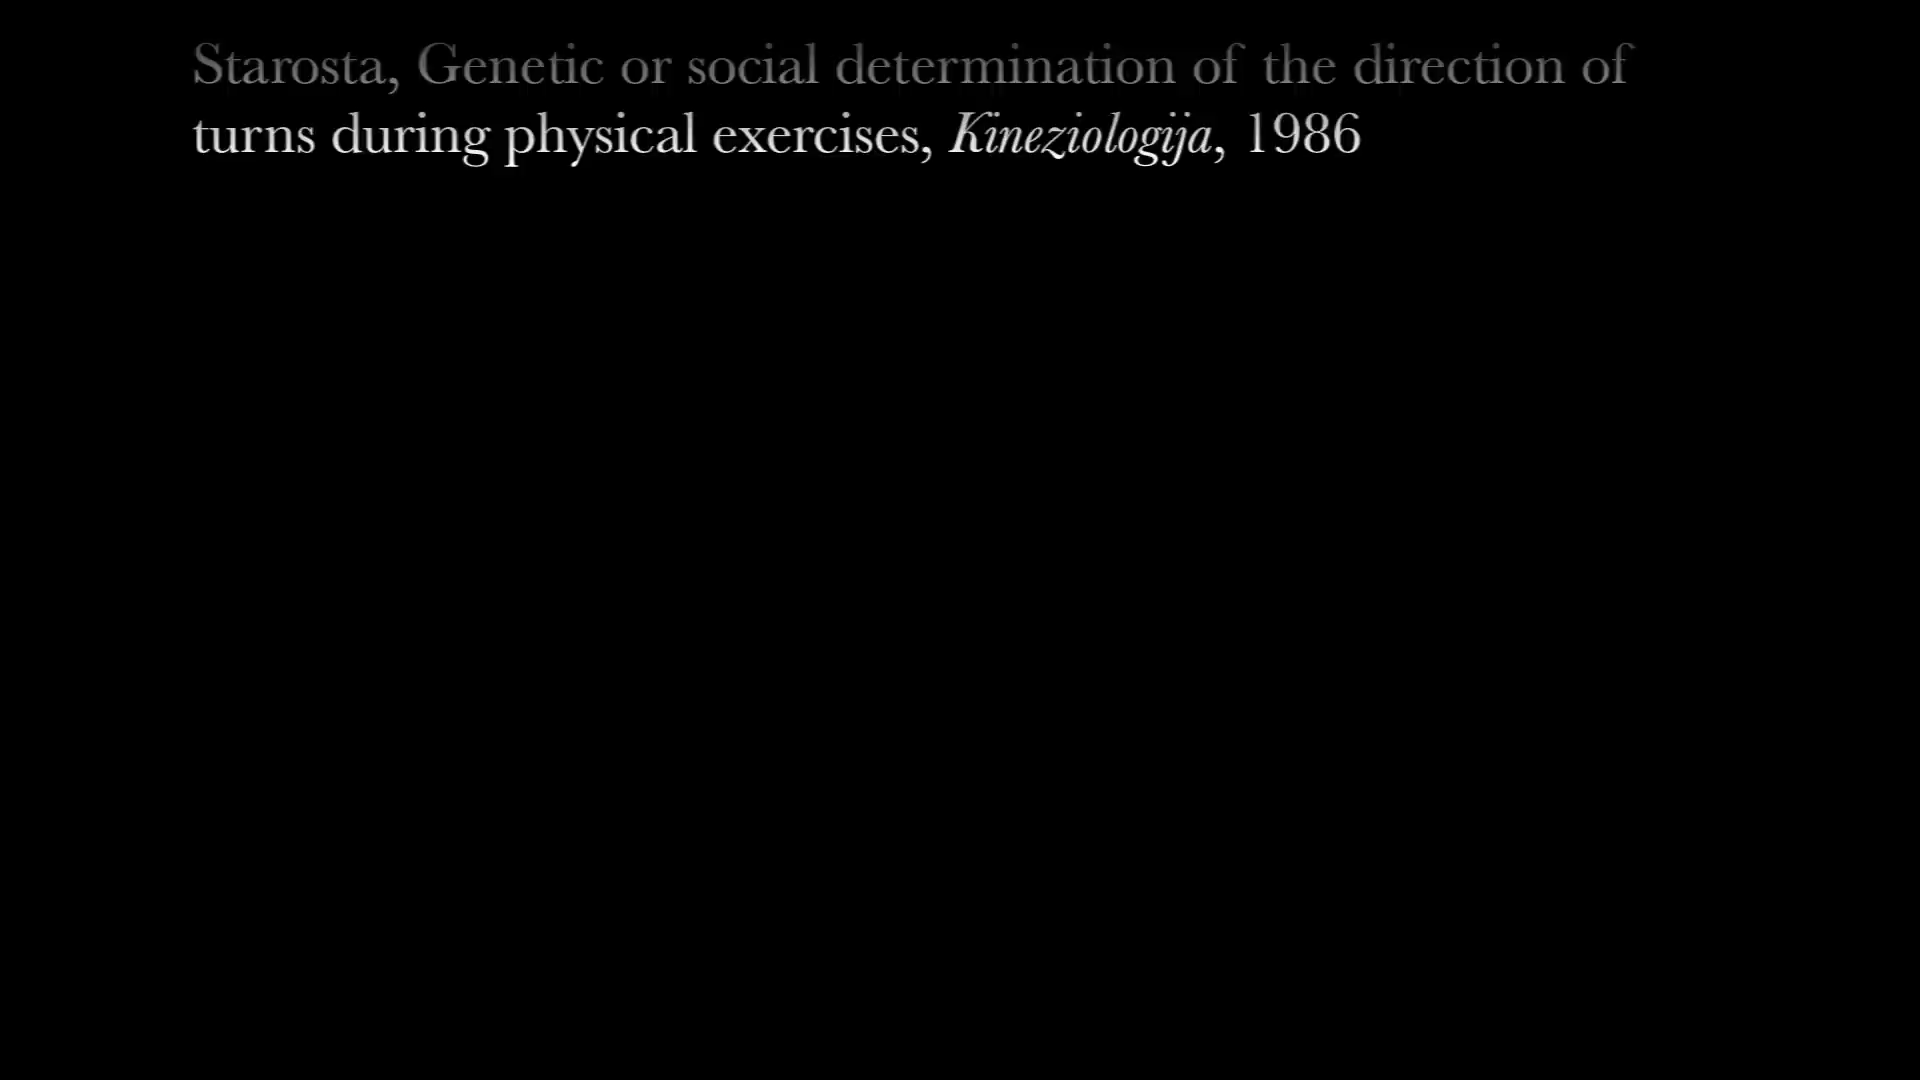 Starosta, Genetic or social determination of the direction of
turns during physical exercises, Kineziologija, 1986